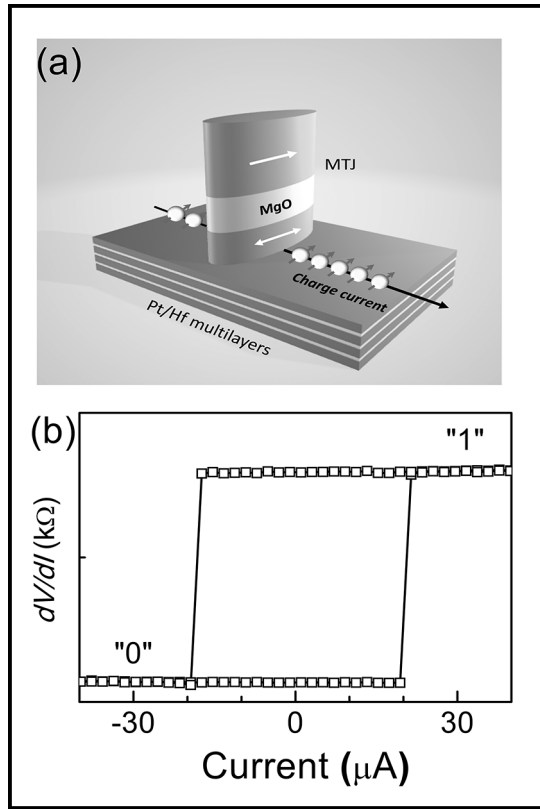 (a)
MTJ
MgO
Charge current
Pt/Hf multilayers
(b)
"1"
dV/dI (kΩ)
"0"
-30 0 30
Current (μA)